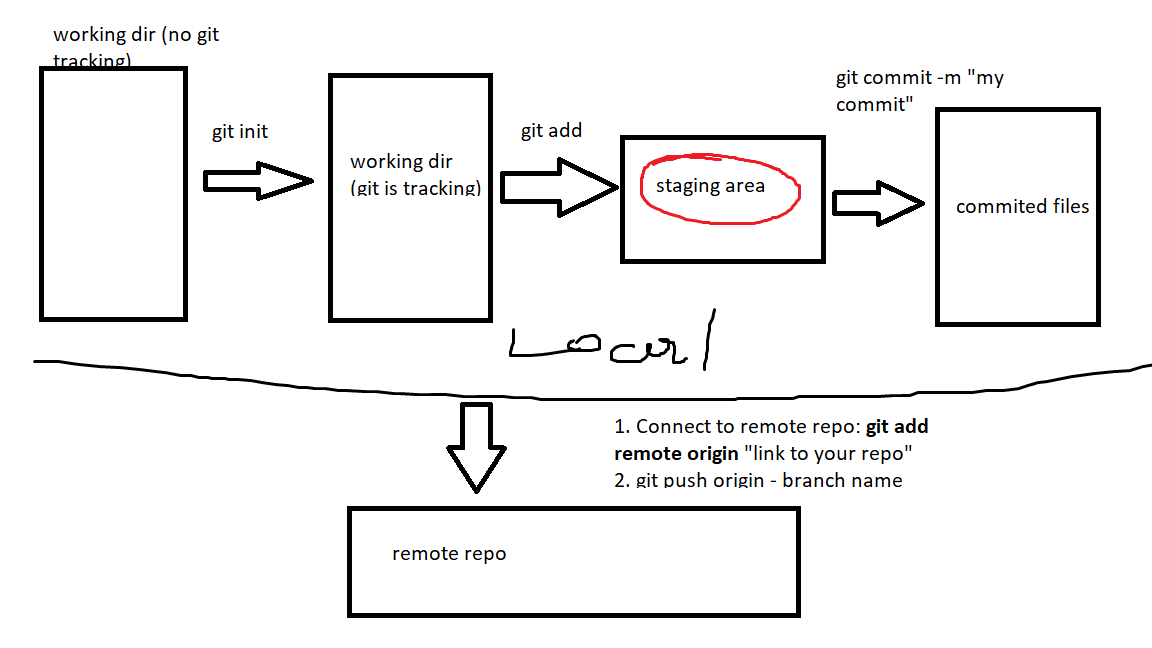 working dir (no git
tracking)
git init
working dir
(git is tracking)
git add
staging area
git commit -m "my
commit"
commited files
Local
1. Connect to remote repo: git add
remote origin "link to your repo"
2. git push origin - branch name
remote repo